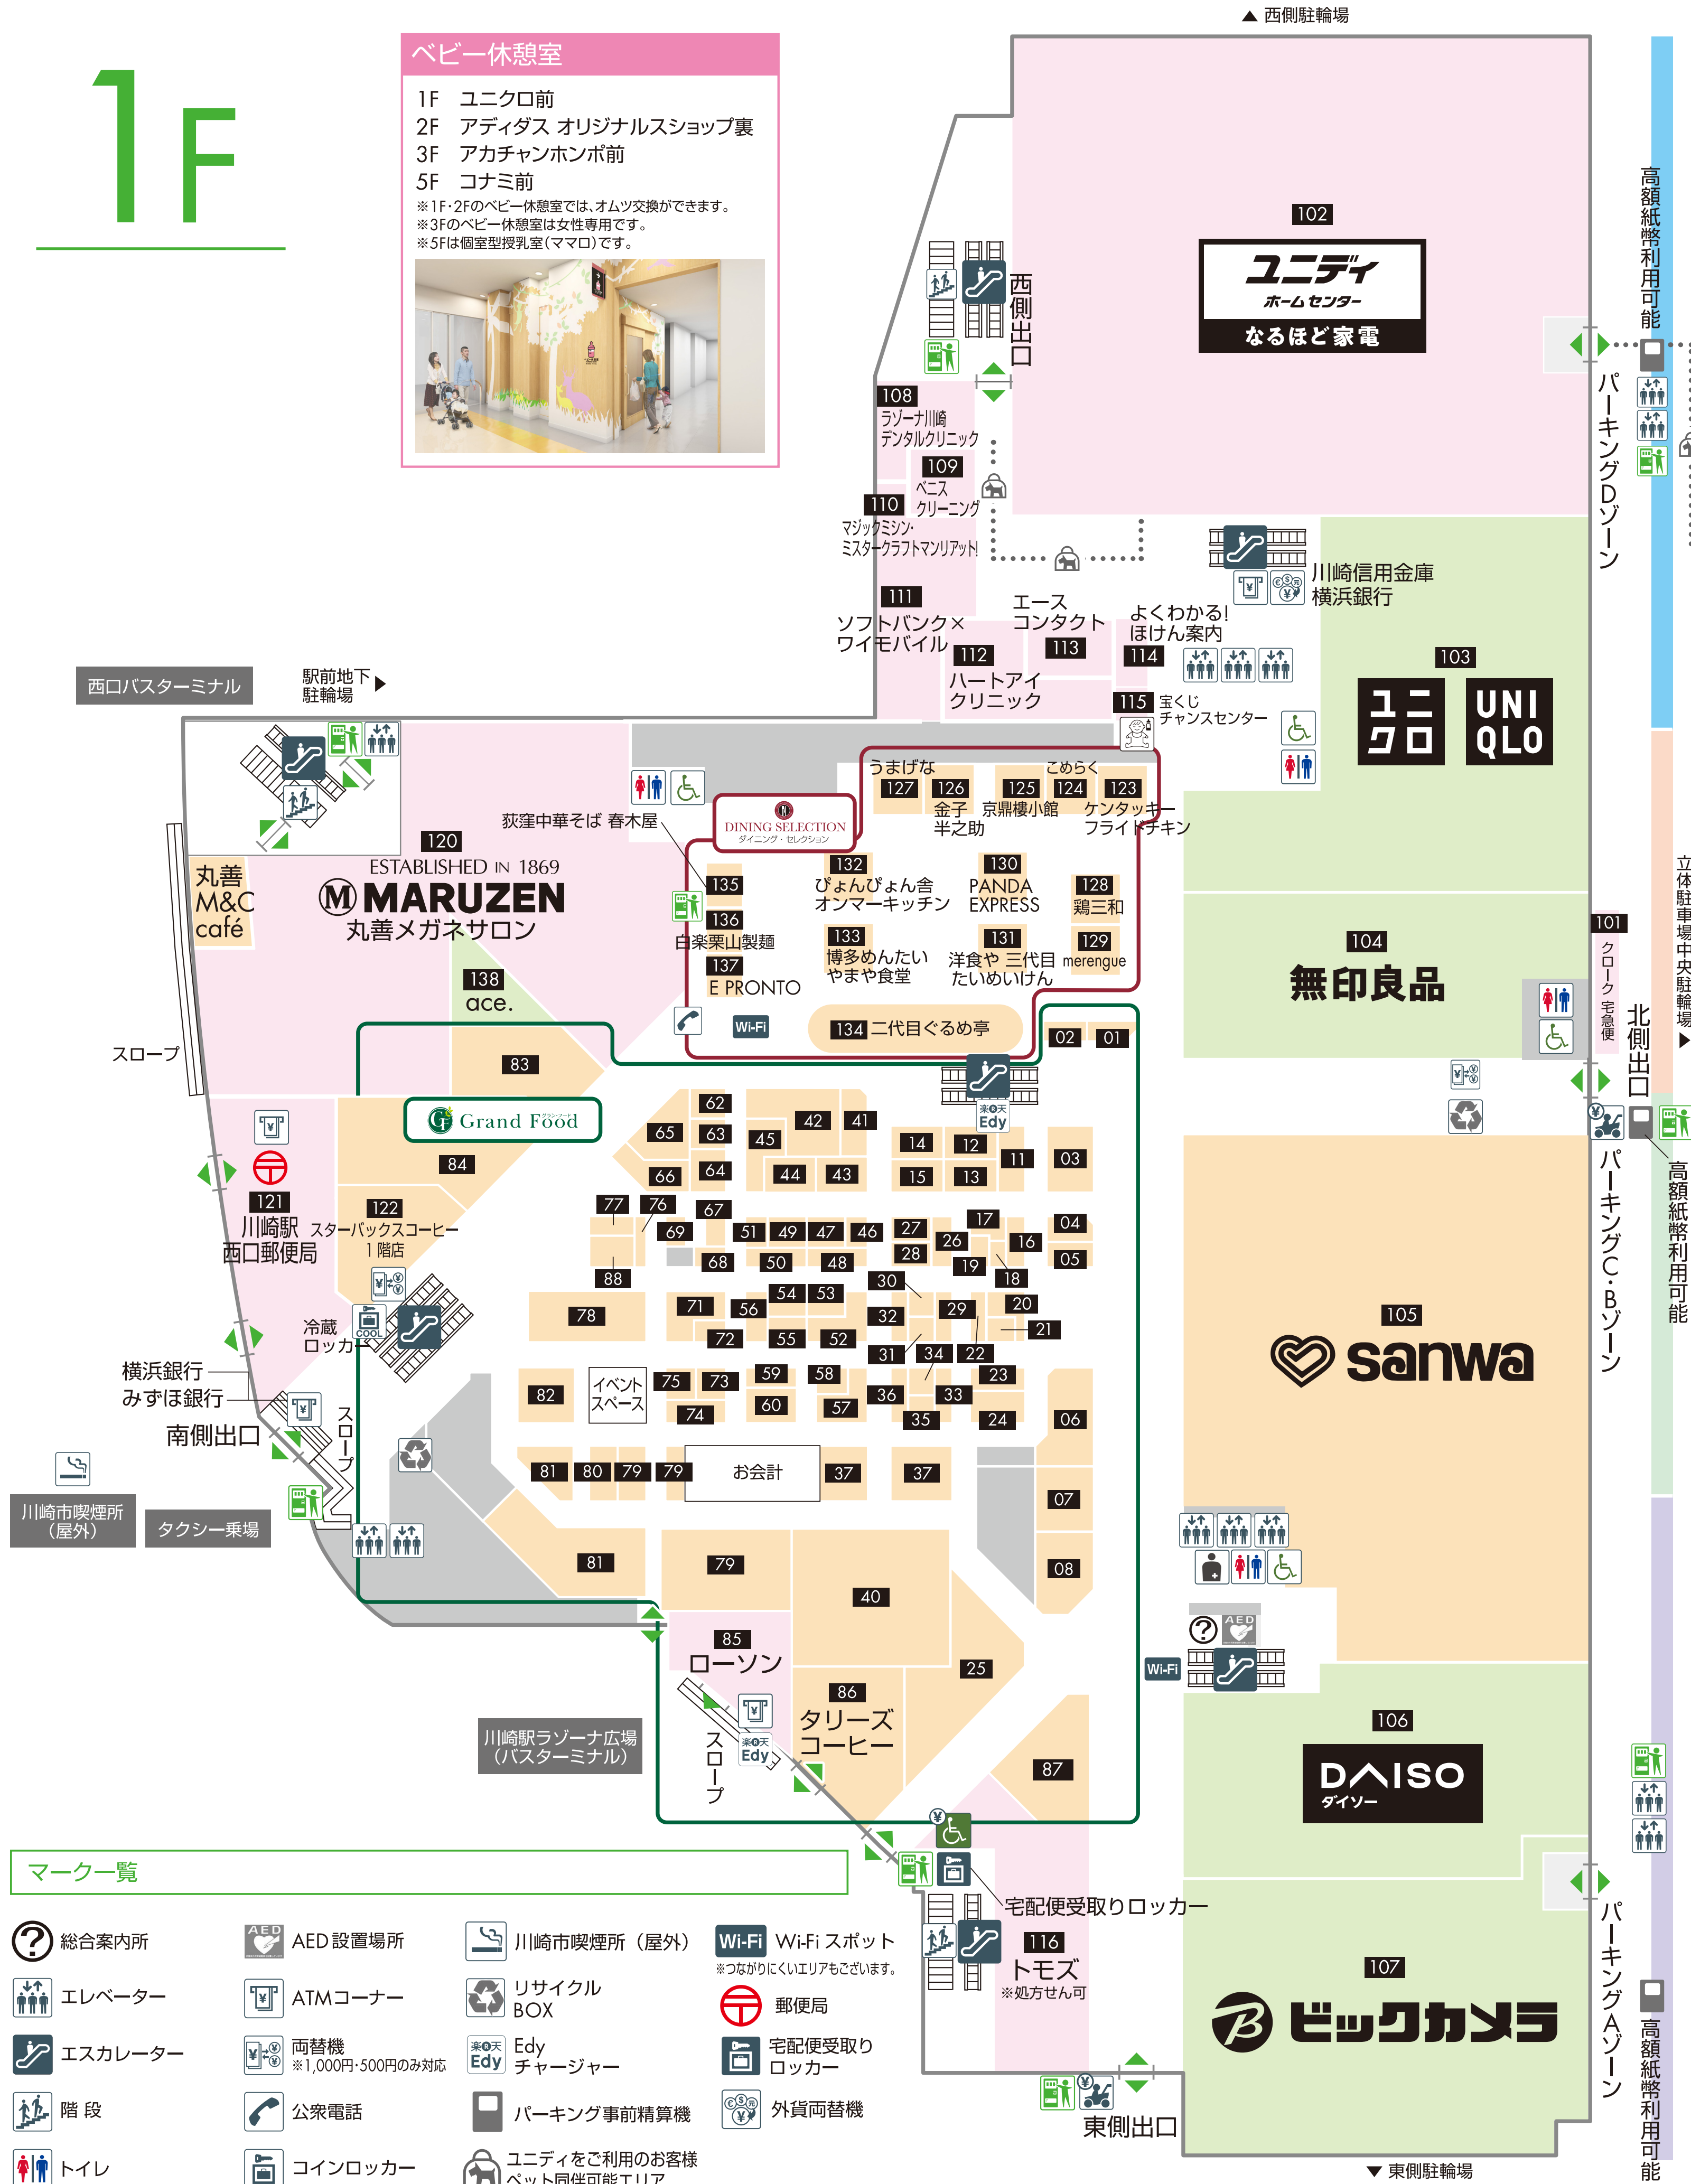 ▲ 西側駐輪場
1F
ベビー休憩室
1F ユニクロ前
2F アディダス オリジナルスショップ裏
3F アカチャンホンポ前
5F コナミ前
※1F・2Fのベビー休憩室では、オムツ交換ができます。
※3Fのベビー休憩室は女性専用です。
※5Fは個室型授乳室(ママロ)です。
高額紙幣利用可能
102
ユニディ
ホームセンター
なるほど家電
西側出口
パーキングDゾーン
108
ラゾーナ川崎
デンタルクリニック
109
ベニス
クリーニング
110
マジックミシン・
ミスタークラフトマンリアット!
川崎信用金庫
横浜銀行
111
ソフトバンク×
ワイモバイル
エース
コンタクト
113
よくわかる!
ほけん案内
114
112
ハートアイ
クリニック
115
宝くじ
チャンスセンター
103
ユニクロ
UNI
QLO
西口バスターミナル
駅前地下
駐輪場
▶
うまげな
127
126
金子
半之助
125
京鼎樓小館
こめらく
124
123
ケンタッキー
フライドチキン
DINING SELECTION
ダイニング・セレクション
荻窪中華そば 春木屋
135
136
白楽栗山製麺
137
E PRONTO
132
ぴょんぴょん舎
オンマーキッチン
130
PANDA
EXPRESS
128
鶏三和
133
博多めんたい
やまや食堂
131
洋食や 三代目
たいめいけん
129
merengue
134 二代目ぐるめ亭
Wi-Fi
120
ESTABLISHED IN 1869
M MARUZEN
丸善メガネサロン
丸善
M&C
café
138
ace.
スロープ
104
無印良品
101
クローク 宅急便
北側出口
立体駐車場中央駐輪場
▶
02
01
83
Grand Food
グランフード
84
楽天
Edy
62
65
63
66
64
42
41
45
44
43
14
12
15
13
11
03
121
川崎駅
西口郵便局
122
スターバックスコーヒー
1階店
77
76
67
69
68
88
51
49
47
46
50
48
27
28
26
17
16
19
18
04
05
78
71
72
56
54
53
55
52
30
32
31
29
20
21
34
22
冷蔵
ロッカー
COOL
横浜銀行
みずほ銀行
南側出口
スロープ
82
イベント
スペース
75
73
74
59
60
58
57
36
33
35
23
24
06
81
80
79
79
お会計
37
37
07
08
川崎市喫煙所
(屋外)
タクシー乗場
81
79
40
25
85
ローソン
86
タリーズ
コーヒー
87
川崎駅ラゾーナ広場
(バスターミナル)
スロープ
楽天
Edy
パーキングC・Bゾーン
高額紙幣利用可能
105
sanwa
AED
Wi-Fi
106
DAISO
ダイソー
宅配便受取りロッカー
116
トモズ
※処方せん可
107
ビックカメラ
パーキングAゾーン
高額紙幣利用可能
東側出口
▼ 東側駐輪場
マーク一覧
総合案内所
エレベーター
エスカレーター
階 段
トイレ
AED
AED設置場所
ATMコーナー
両替機
※1,000円・500円のみ対応
公衆電話
コインロッカー
川崎市喫煙所(屋外)
リサイクル
BOX
楽天
Edy
Edy
チャージャー
パーキング事前精算機
ユニディをご利用のお客様
ペット同伴可能エリア
Wi-Fi
Wi-Fi スポット
※つながりにくいエリアもございます。
郵便局
宅配便受取り
ロッカー
外貨両替機